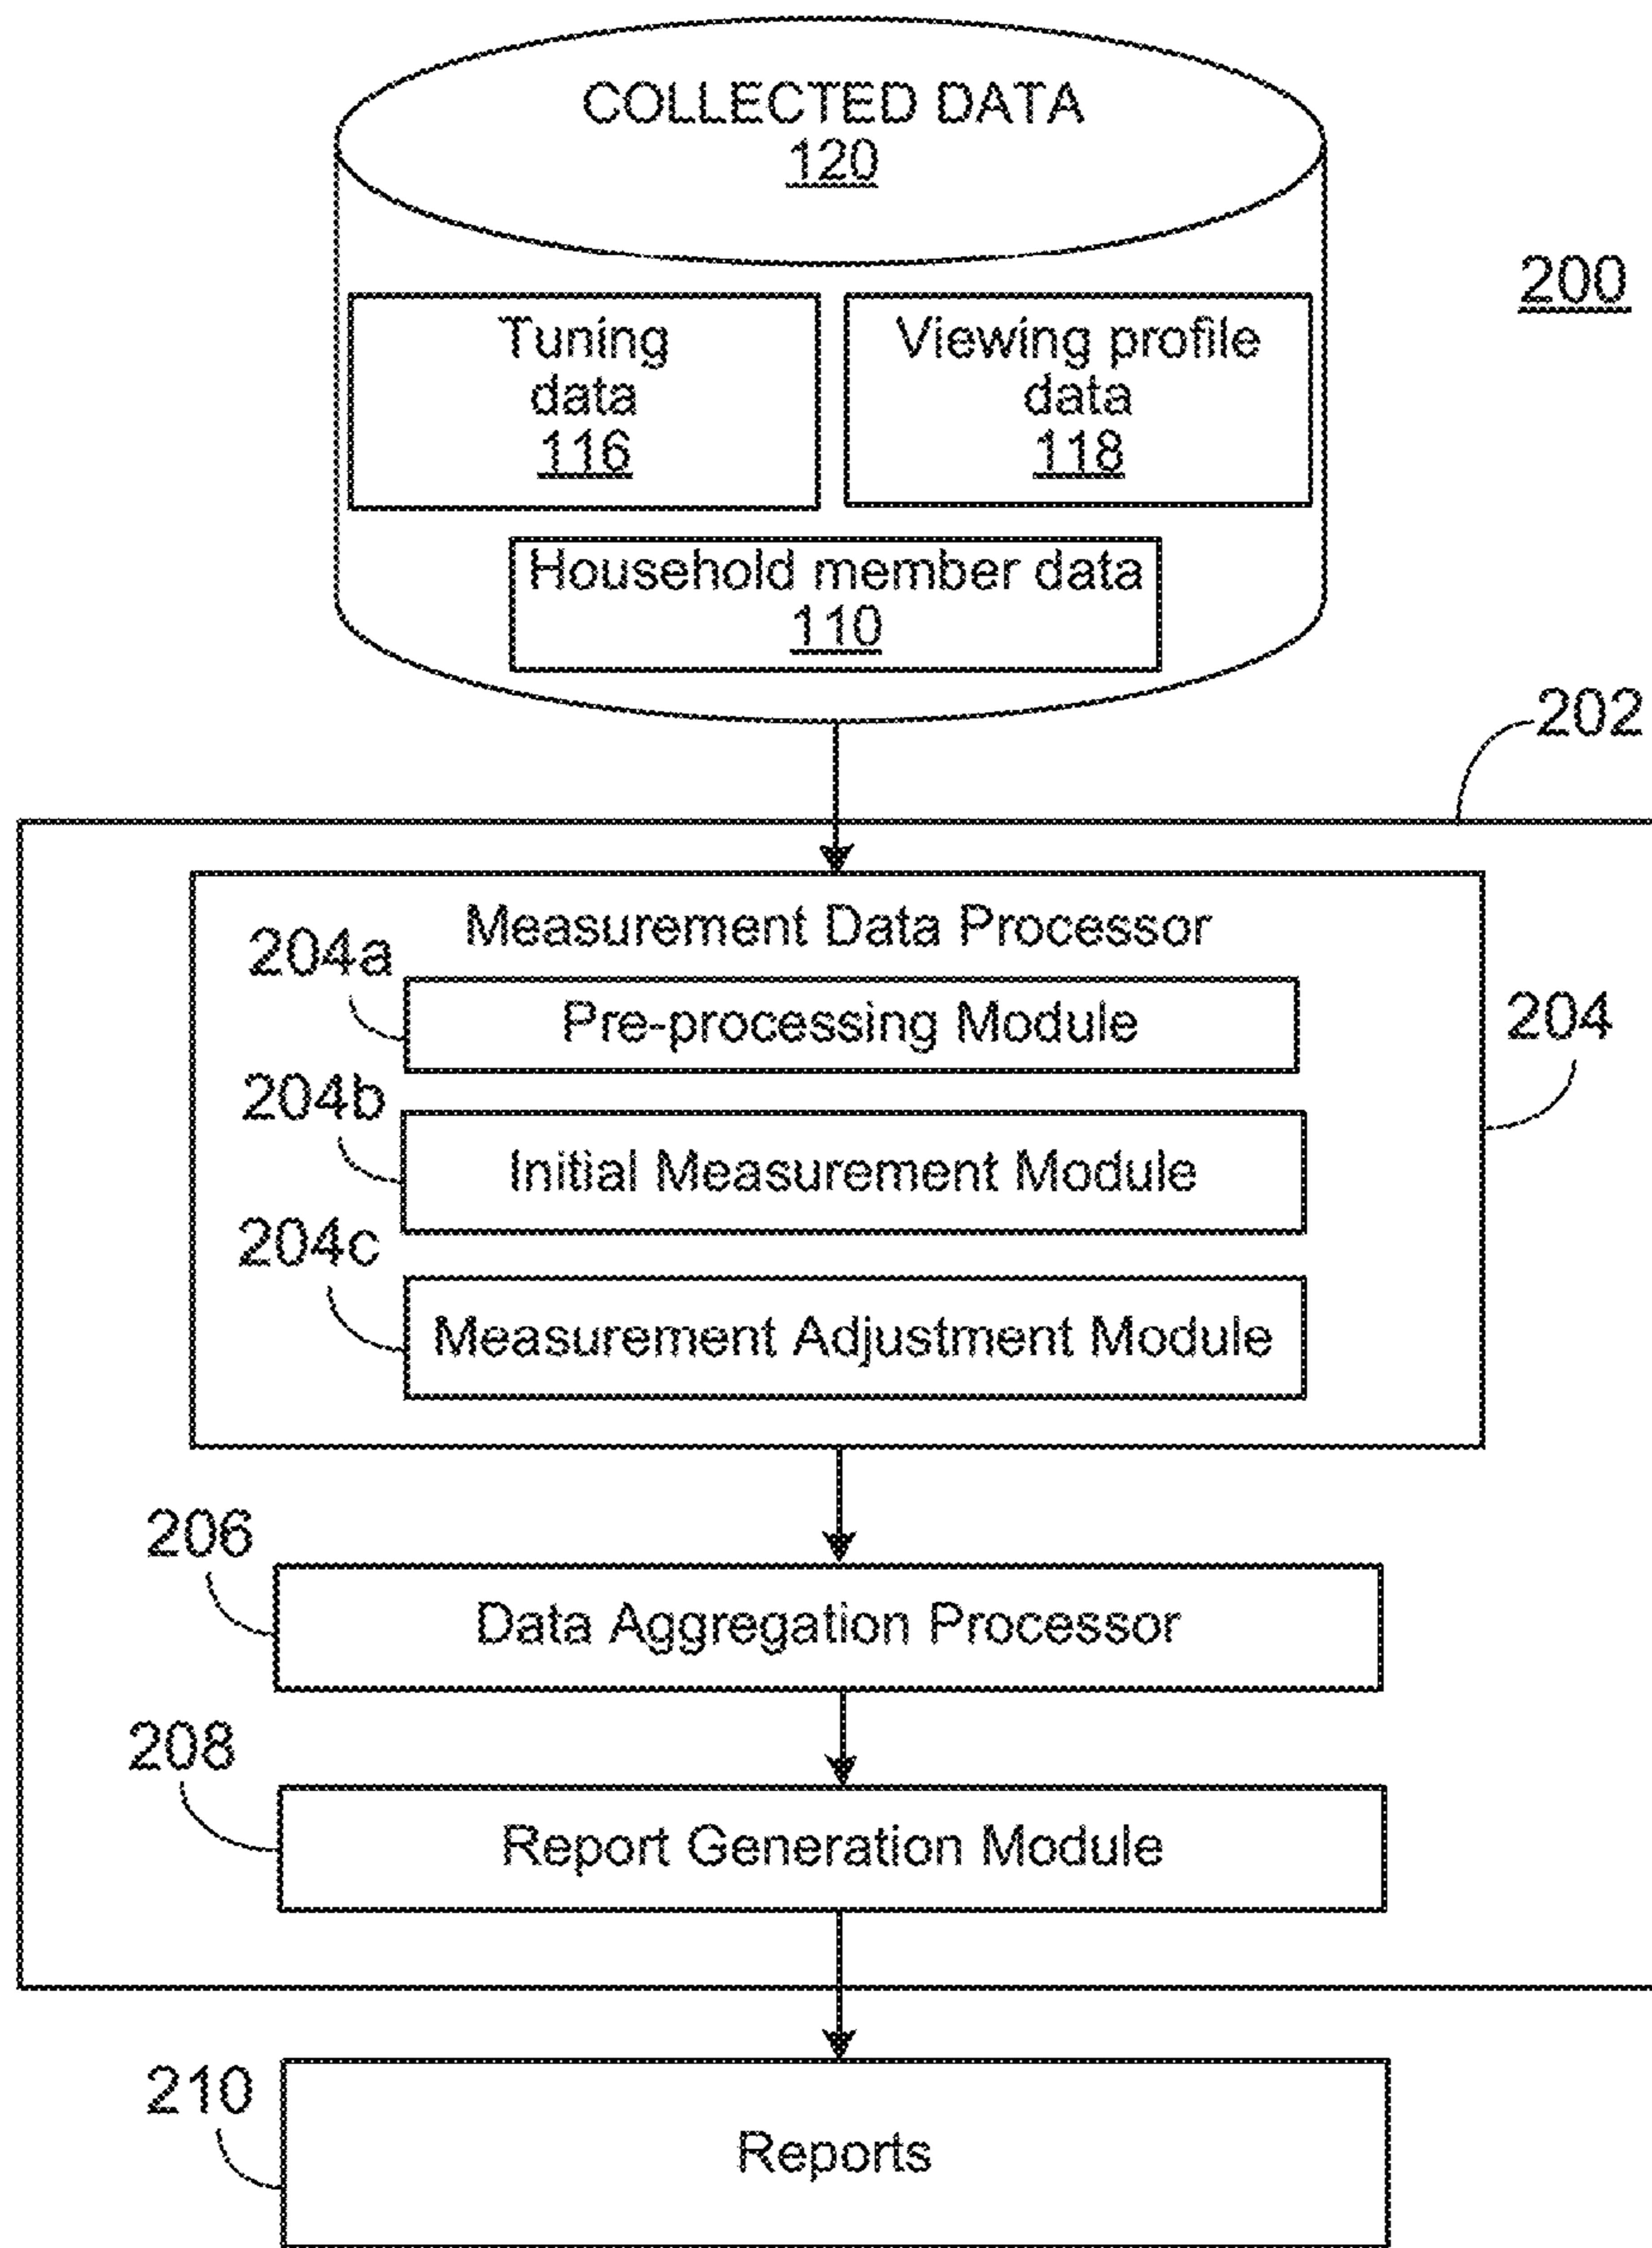 COLLECTED DATA
120
200
Tuning
data
116
Viewing profile
data
118
Household member data
110
202
Measurement Data Processor
204a
Pre-processing Module
204
204b
Initial Measurement Module
204c
Measurement Adjustment Module
206
Data Aggregation Processor
208
Report Generation Module
210
Reports